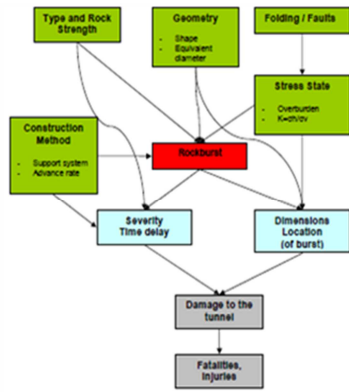 Type and Rock
Strength
Geometry
- Shape
- Equivalent
diameter
Folding / Faults
Stress State
- Overburden
- K=σh/σv
Construction
Method
- Support system
- Advance rate
Rockburst
Severity
Time delay
Dimensions
Location
(of burst)
Damage to the
tunnel
Fatalities,
Injuries